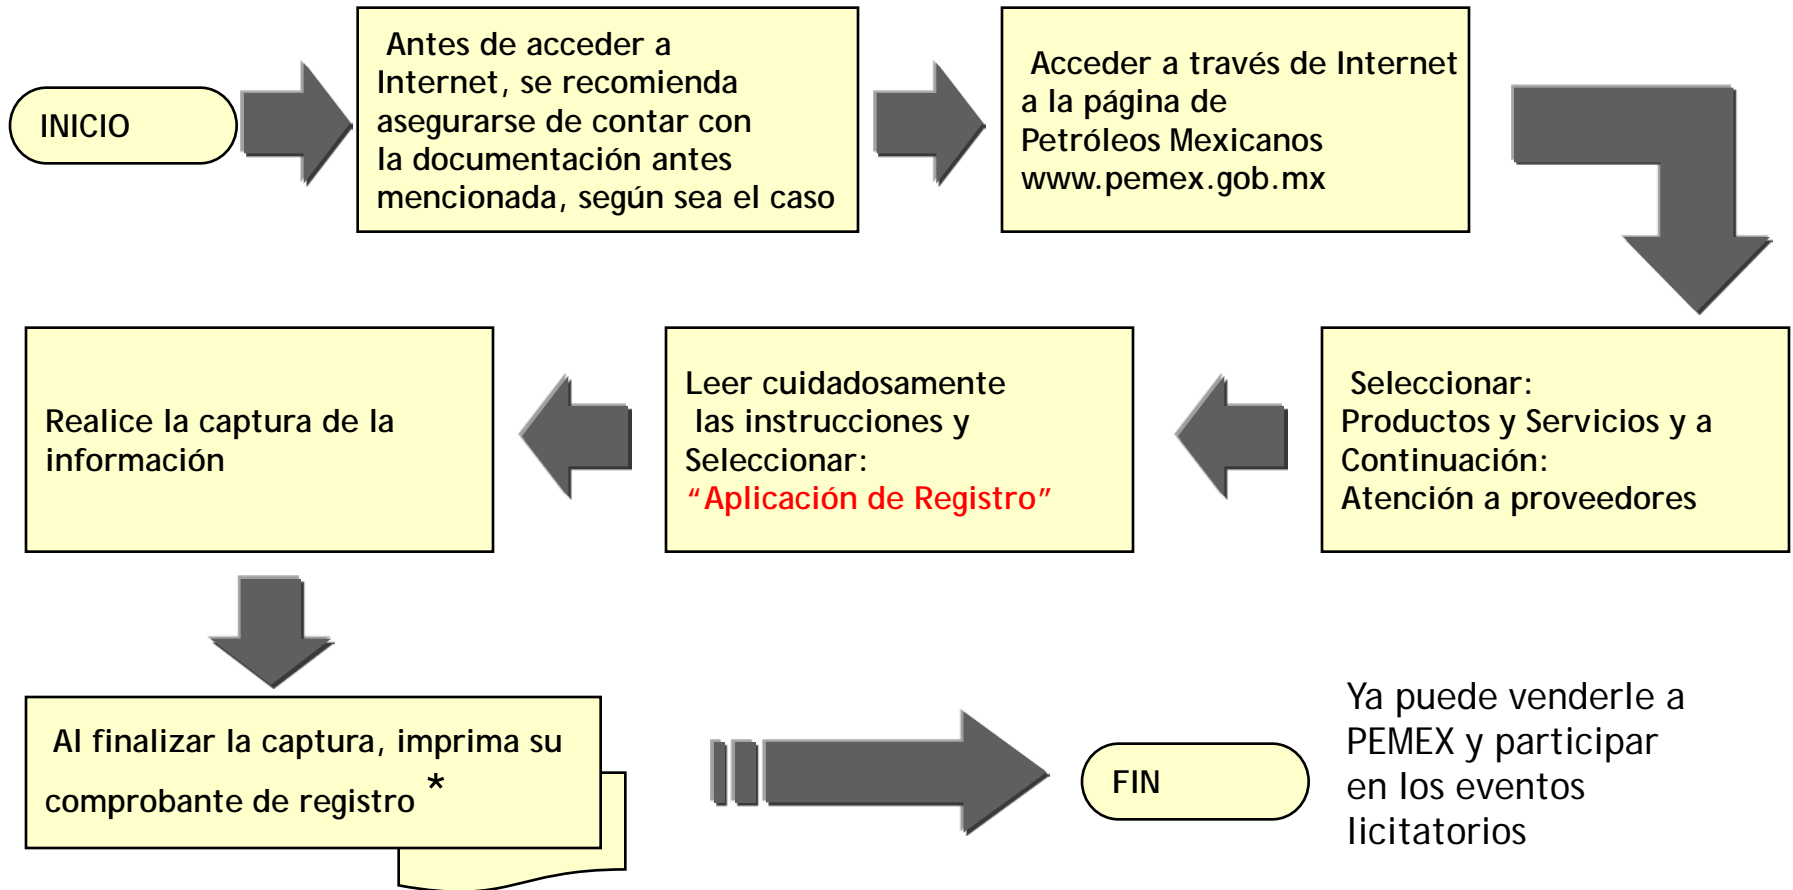 INICIO
Antes de acceder a
Internet, se recomienda
asegurarse de contar con
la documentación antes
mencionada, según sea el caso
Acceder a través de Internet
a la página de
Petróleos Mexicanos
www.pemex.gob.mx
Seleccionar:
Productos y Servicios y a
Continuación:
Atención a proveedores
Leer cuidadosamente
las instrucciones y
Seleccionar:
“Aplicación de Registro”
Realice la captura de la
información
Al finalizar la captura, imprima su
comprobante de registro *
FIN
Ya puede venderle a
PEMEX y participar
en los eventos
licitatorios